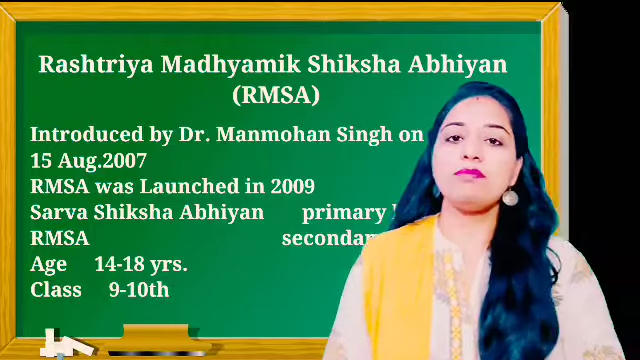 Rashtriya Madhyamik Shiksha Abhiyan
(RMSA)
Introduced by Dr. Manmohan Singh on
15 Aug.2007
RMSA was Launched in 2009
Sarva Shiksha Abhiyan primary
RMSA
Age 14-18 yrs.
Class 9-10th